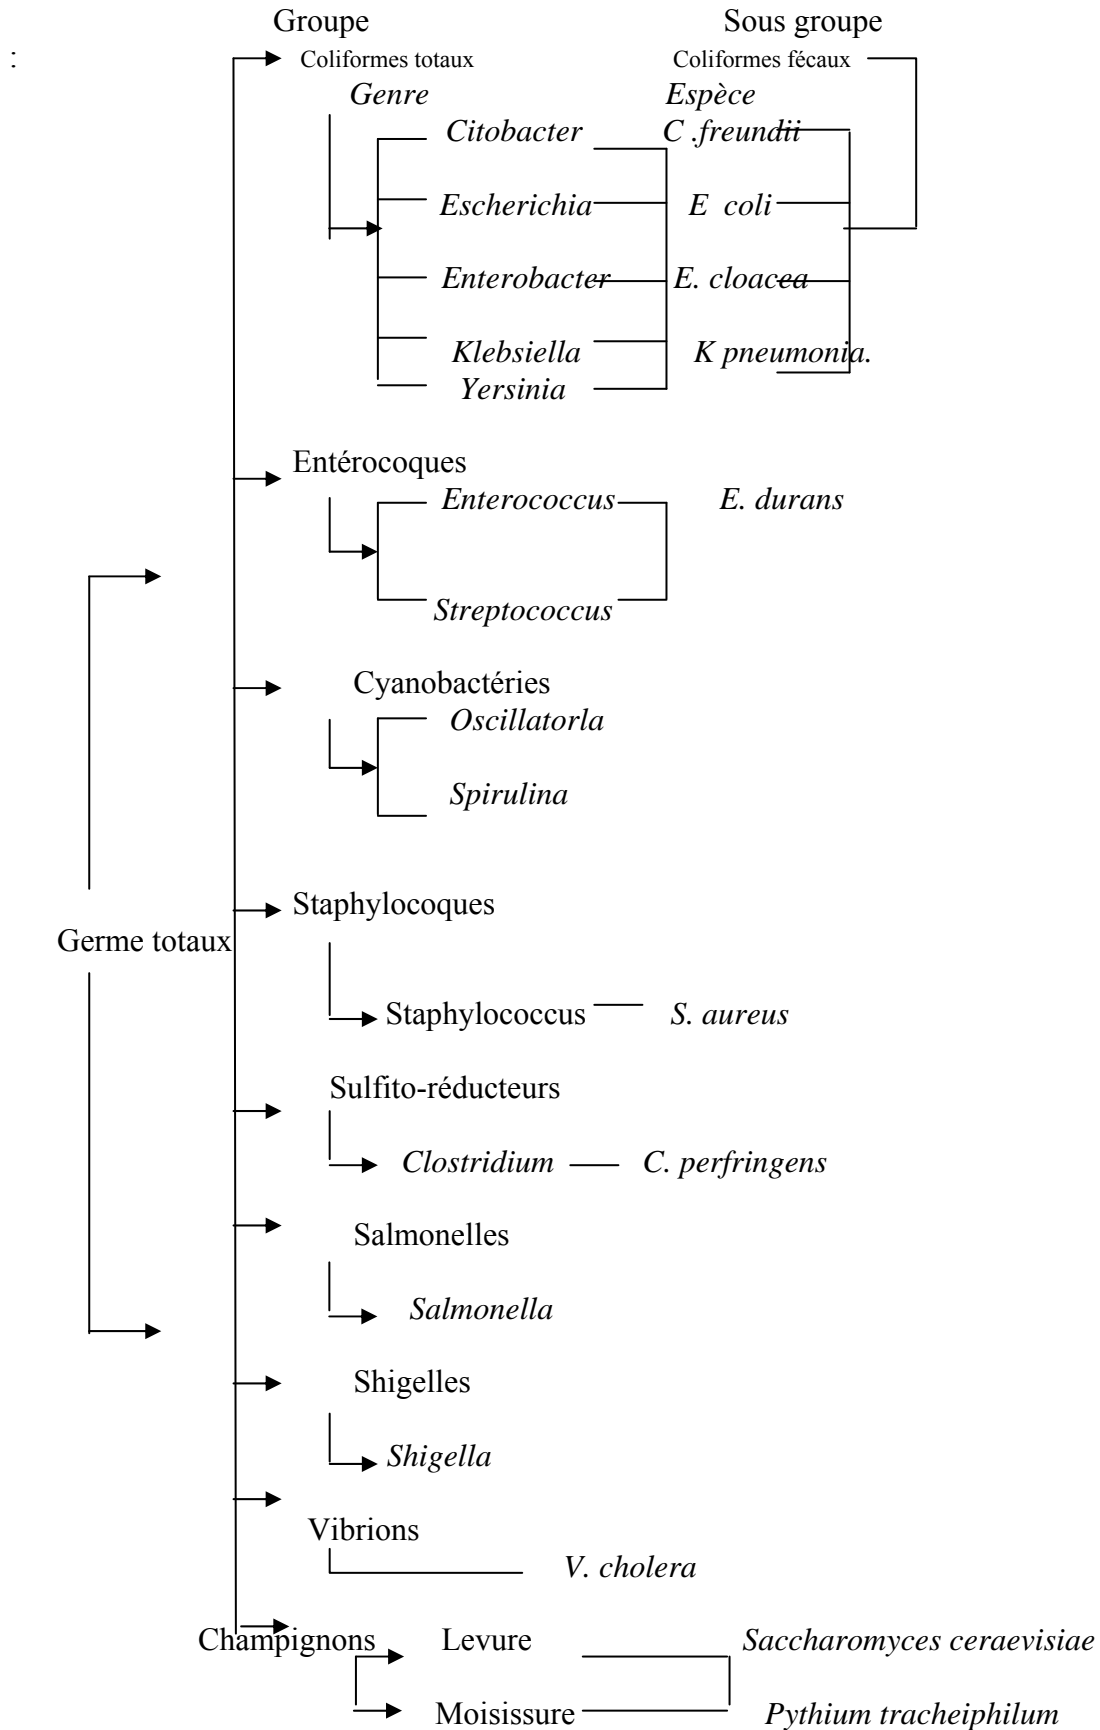 Groupe Sous groupe
: Coliformes totaux Coliformes fécaux
Genre Espèce
Citobacter C .freundii
Escherichia E coli
Enterobacter E. cloacea
Klebsiella K pneumonia.
Yersinia
Entérocoques
Enterococcus E. durans
Streptococcus
Cyanobactéries
Oscillatorla
Spirulina
Staphylocoques
Germe totaux
Staphylococcus S. aureus
Sulfito-réducteurs
Clostridium C. perfringens
Salmonelles
Salmonella
Shigelles
Shigella
Vibrions
V. cholera
Champignons Levure Saccharomyces ceraevisiae
Moisissure Pythium tracheiphilum